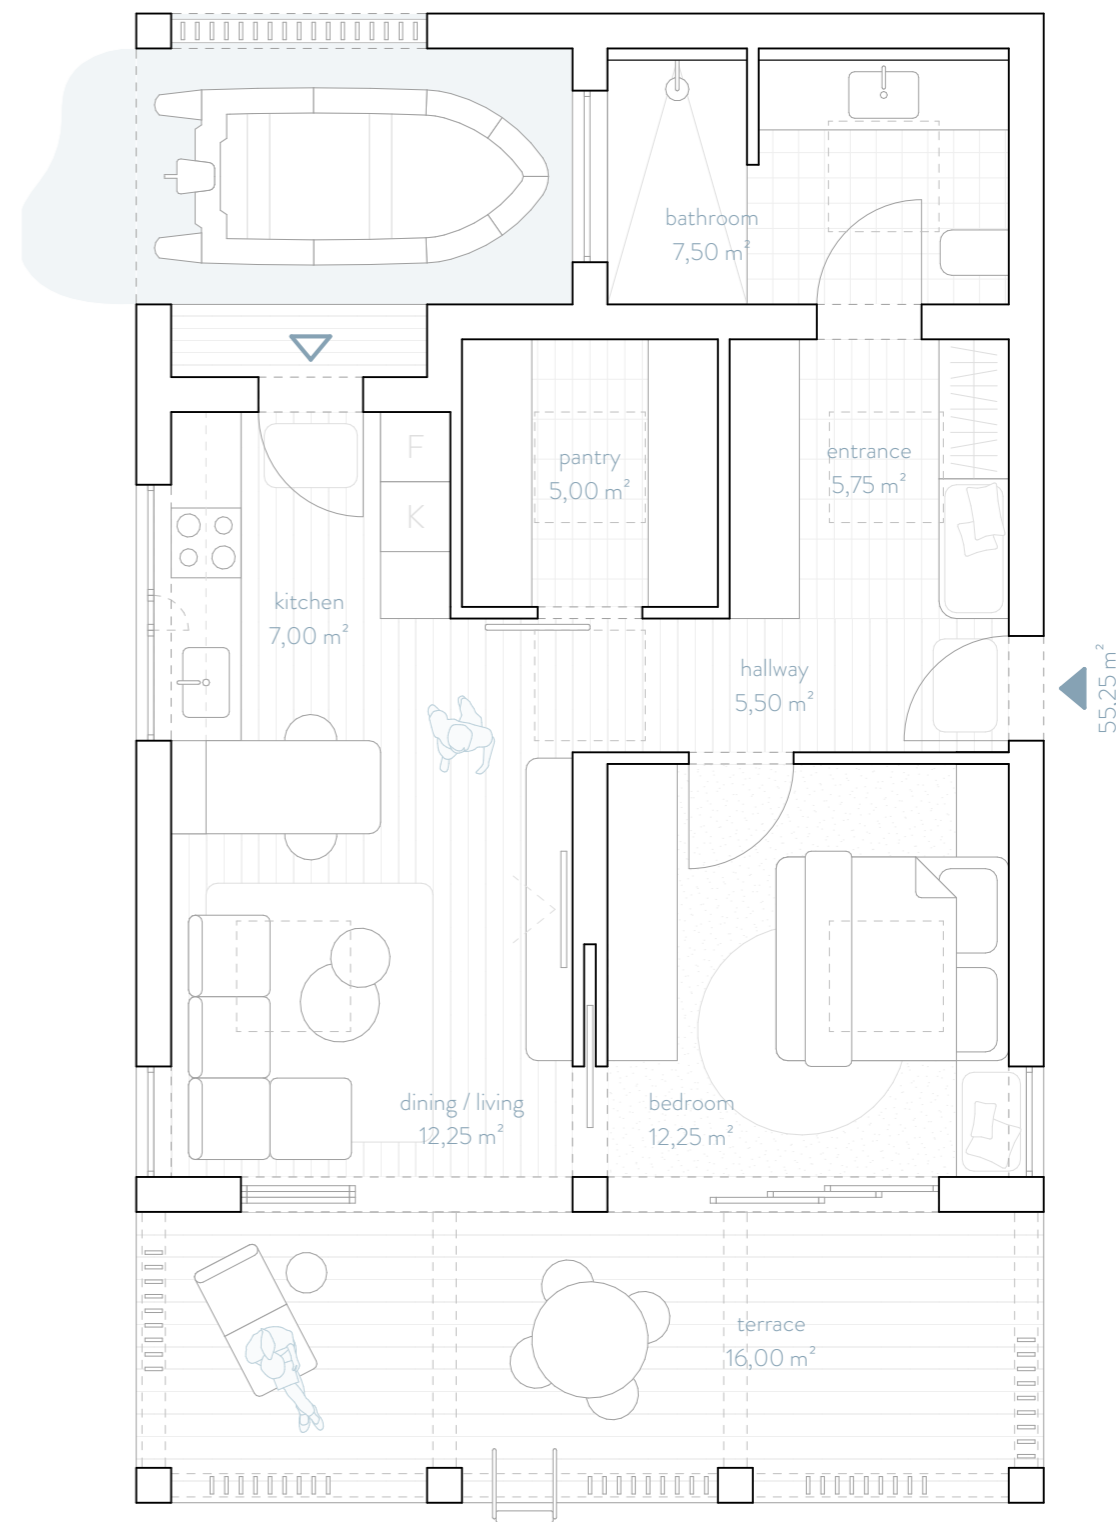 bathroom
7,50 m²
F
K
pantry
5,00 m²
entrance
5,75 m²
kitchen
7,00 m²
hallway
5,50 m²
55,25 m²
dining / living
12,25 m²
bedroom
12,25 m²
terrace
16,00 m²